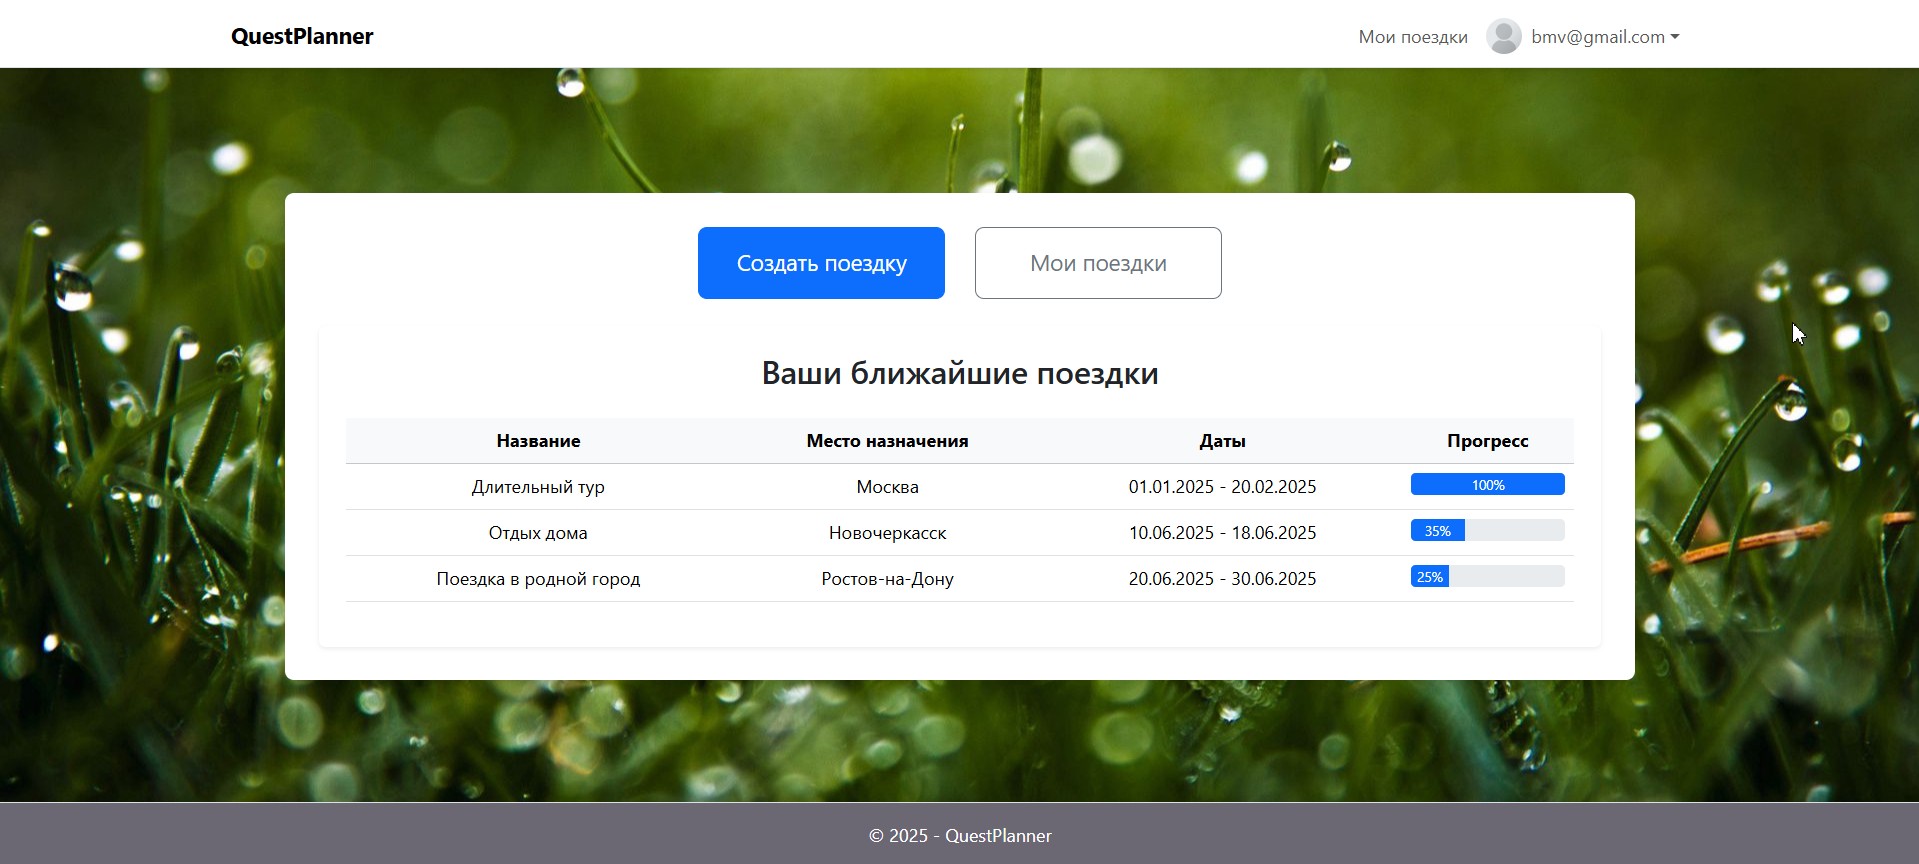 QuestPlanner
Мои поездки bmv@gmail.com
Создать поездку Мои поездки
Ваши ближайшие поездки
Название Место назначения Даты Прогресс
Длительный тур Москва 01.01.2025 - 20.02.2025 100%
Отдых дома Новочеркасск 10.06.2025 - 18.06.2025 35%
Поездка в родной город Ростов-на-Дону 20.06.2025 - 30.06.2025 25%
© 2025 - QuestPlanner